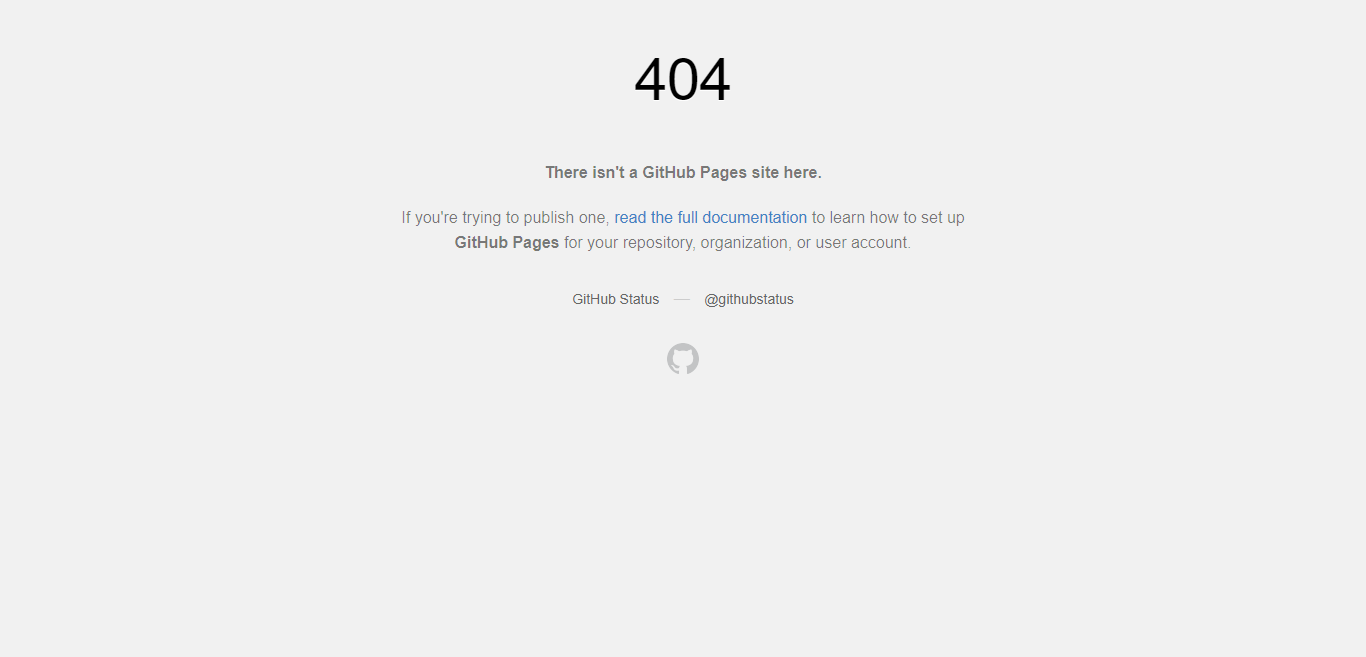 404
There isn't a GitHub Pages site here.
If you're trying to publish one, read the full documentation to learn how to set up
GitHub Pages for your repository, organization, or user account.
GitHub Status — @githubstatus